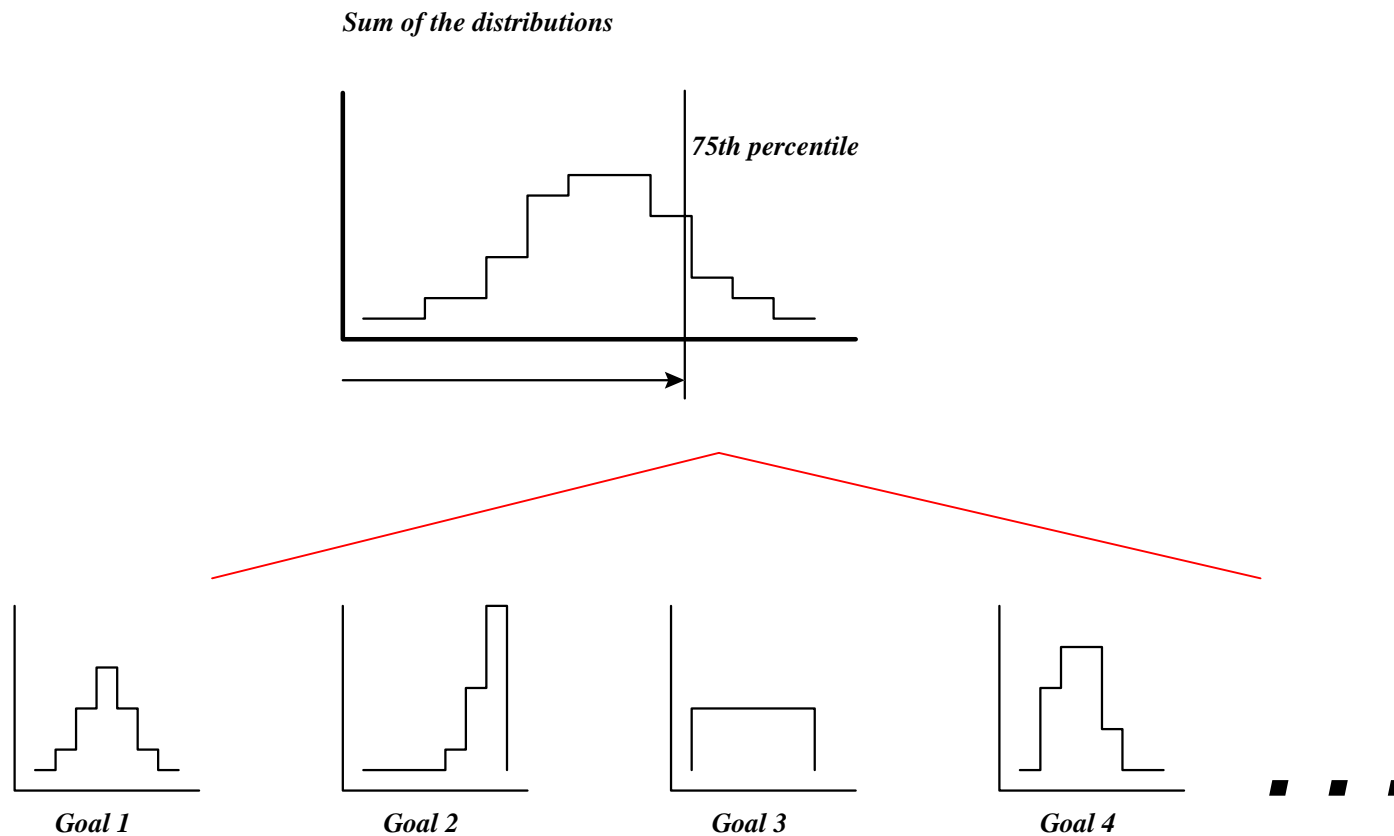 Sum of the distributions
75th percentile
Goal 1
Goal 2
Goal 3
Goal 4